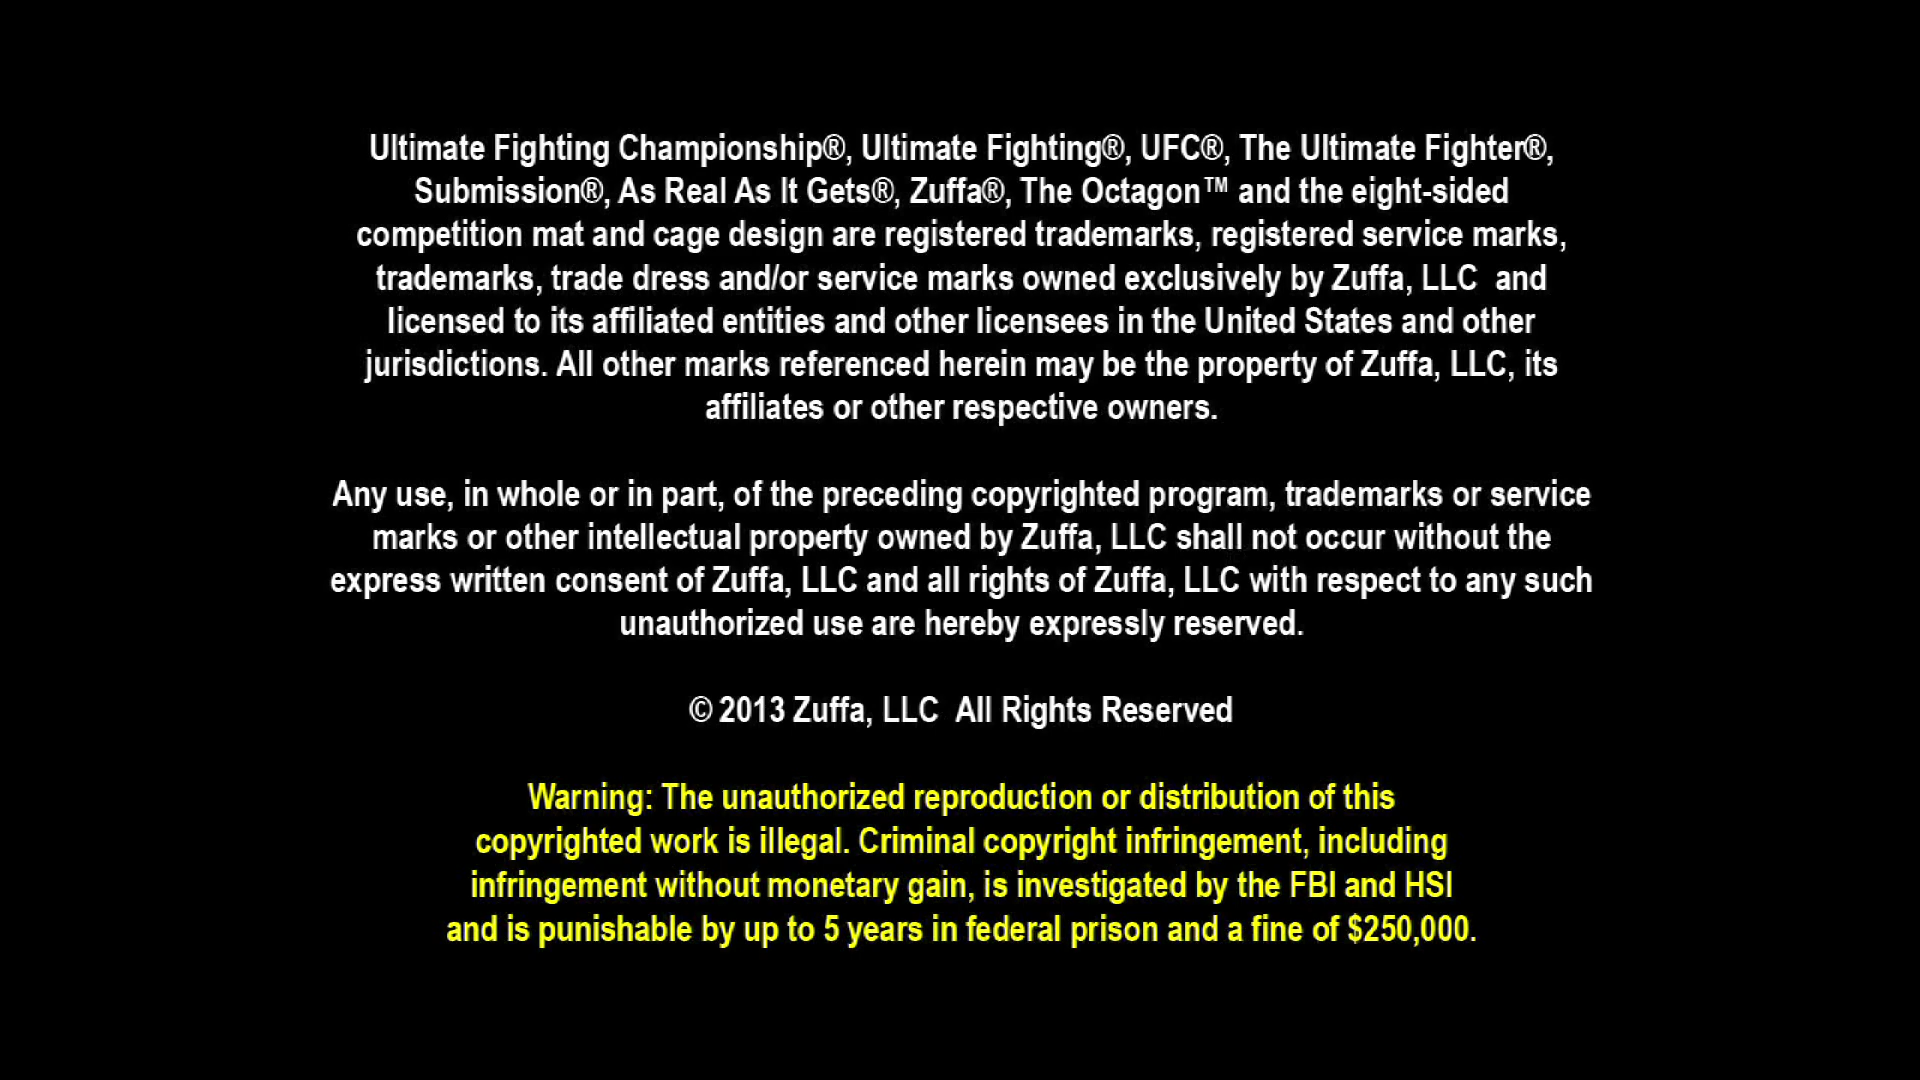 Ultimate Fighting Championship®, Ultimate Fighting®, UFC®, The Ultimate Fighter®,
Submission®, As Real As It Gets®, Zuffa®, The Octagon™ and the eight-sided
competition mat and cage design are registered trademarks, registered service marks,
trademarks, trade dress and/or service marks owned exclusively by Zuffa, LLC  and
licensed to its affiliated entities and other licensees in the United States and other
jurisdictions. All other marks referenced herein may be the property of Zuffa, LLC, its
affiliates or other respective owners.
Any use, in whole or in part, of the preceding copyrighted program, trademarks or service
marks or other intellectual property owned by Zuffa, LLC shall not occur without the
express written consent of Zuffa, LLC and all rights of Zuffa, LLC with respect to any such
unauthorized use are hereby expressly reserved.
© 2013 Zuffa, LLC  All Rights Reserved
Warning: The unauthorized reproduction or distribution of this
copyrighted work is illegal. Criminal copyright infringement, including
infringement without monetary gain, is investigated by the FBI and HSI
and is punishable by up to 5 years in federal prison and a fine of $250,000.